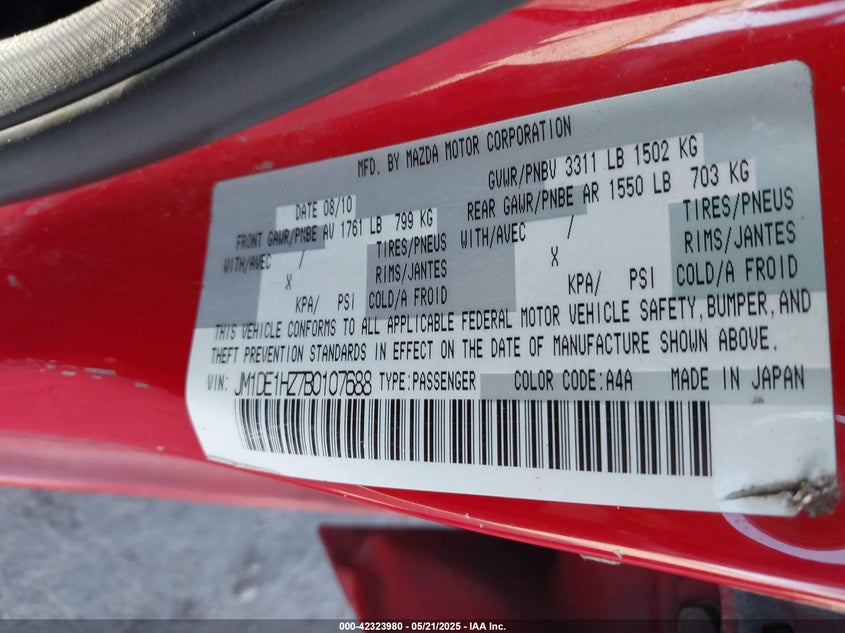 MFD. BY MAZDA MOTOR CORPORATION
DATE 08/10 GVWR/PNBV 3311 LB 1502 KG
FRONT GAWR/PNBE AV 1761 LB 799 KG REAR GAWR/PNBE AR 1550 LB 703 KG
WITH/AVEC / TIRES/PNEUS WITH/AVEC / TIRES/PNEUS
X RIMS/JANTES X RIMS/JANTES
KPA/ PSI COLD/A FROID KPA/ PSI COLD/A FROID
THIS VEHICLE CONFORMS TO ALL APPLICABLE FEDERAL MOTOR VEHICLE SAFETY,BUMPER,AND
THEFT PREVENTION STANDARDS IN EFFECT ON THE DATE OF MANUFACTURE SHOWN ABOVE.
VIN: JM1DE1HZ7B0107688 TYPE:PASSENGER COLOR CODE:A4A MADE IN JAPAN
000-42323980 - 05/21/2025 - IAA Inc.